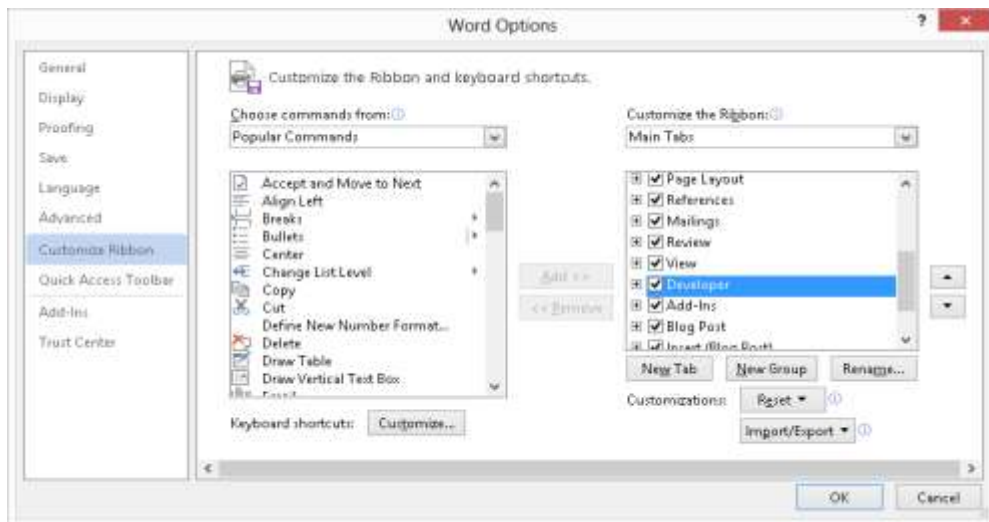 Word Options
?
General
Display
Proofing
Save
Language
Advanced
Customize Ribbon
Quick Access Toolbar
Add-Ins
Trust Center
Customize the Ribbon and keyboard shortcuts.
Choose commands from:
Popular Commands
Accept and Move to Next
Align Left
Breaks
Bullets
Center
Change List Level
Copy
Cut
Define New Number Format...
Delete
Draw Table
Draw Vertical Text Box
Email
Keyboard shortcuts:
Customize...
Add >>
<< Remove
Customize the Ribbon:
Main Tabs
Page Layout
References
Mailings
Review
View
Developer
Add-Ins
Blog Post
Insert (Blog Post)
New Tab
New Group
Rename...
Customizations:
Reset
Import/Export
OK
Cancel